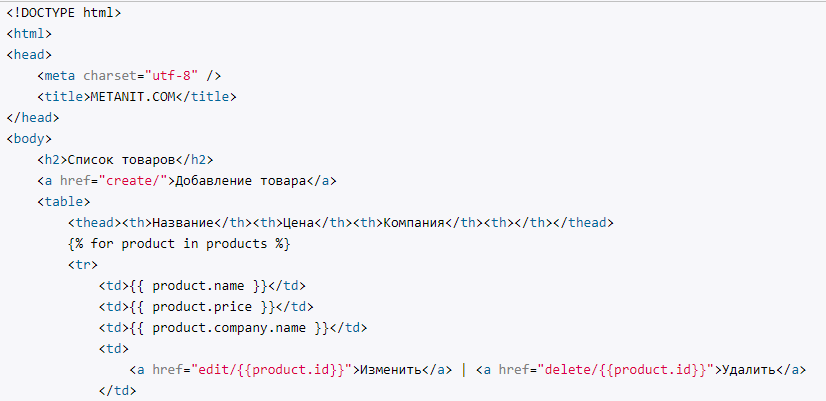 <!DOCTYPE html>
<html>
<head>
    <meta charset="utf-8" />
    <title>METANIT.COM</title>
</head>
<body>
    <h2>Список товаров</h2>
    <a href="create/">Добавление товара</a>
    <table>
        <thead><th>Название</th><th>Цена</th><th>Компания</th><th></th></thead>
        {% for product in products %}
        <tr>
            <td>{{ product.name }}</td>
            <td>{{ product.price }}</td>
            <td>{{ product.company.name }}</td>
            <td>
                <a href="edit/{{product.id}}">Изменить</a> | <a href="delete/{{product.id}}">Удалить</a>
            </td>